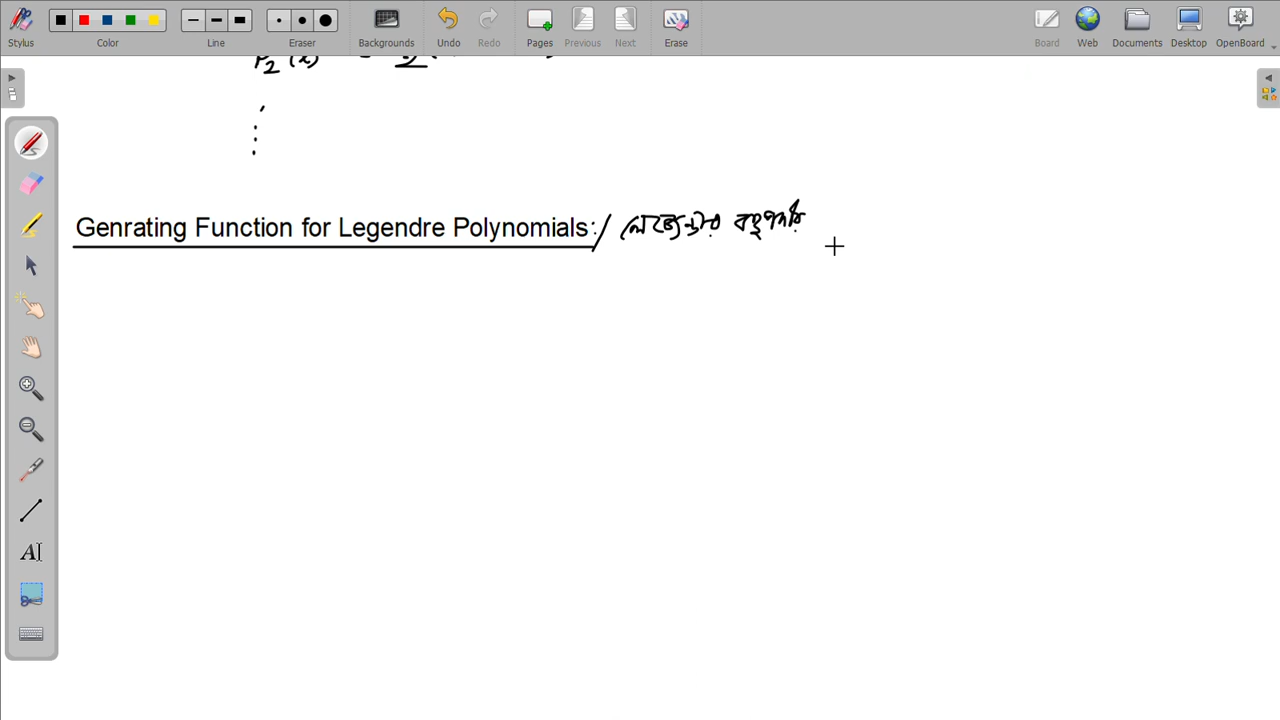 Stylus Color Line Eraser Backgrounds Undo Redo Pages Previous Next Erase Board Web Documents Desktop OpenBoard
P₂ (x)
Genrating Function for Legendre Polynomials:/ লেজেন্ডার বহুপদীর